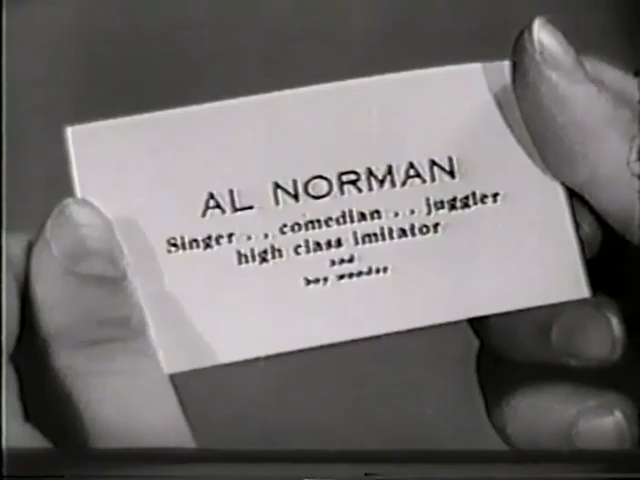 AL NORMAN
Singer . . comedian . . juggler
high class imitator
and
boy wonder